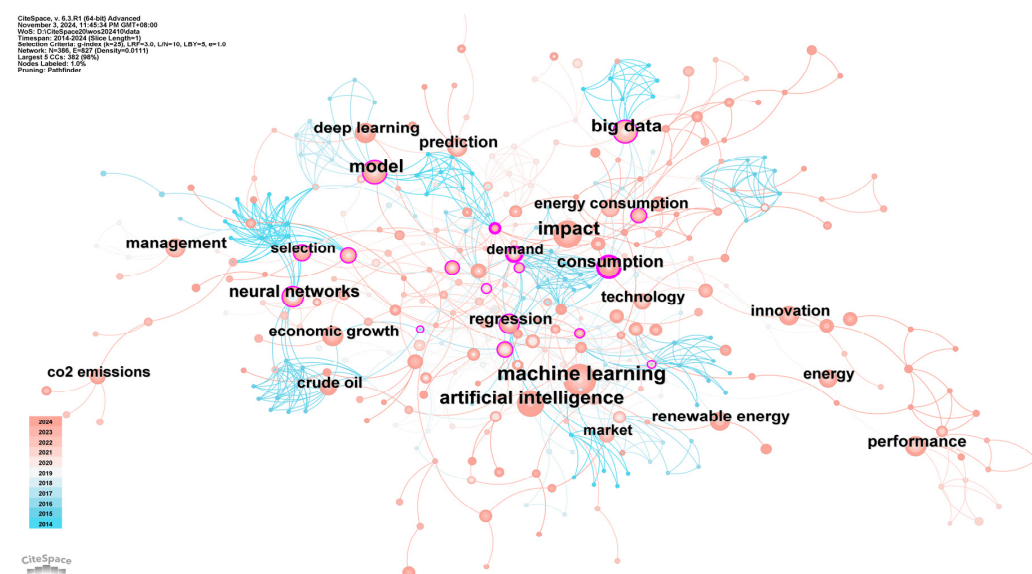 CiteSpace, v. 6.3.R1 (64-bit) Advanced
November 3, 2024, 11:45:34 PM GMT+08:00
WoS: D:\CiteSpace20\wos202410\data
Timespan: 2014-2024 (Slice Length=1)
Selection Criteria: g-index (k=25), LRF=3.0, L/N=10, LBY=5, e=1.0
Network: N=386, E=827 (Density=0.0111)
Largest 5 CCs: 382 (98%)
Nodes Labeled: 1.0%
Pruning: Pathfinder
deep learning
big data
prediction
model
energy consumption
impact
management
selection
demand
consumption
neural networks
technology
regression
innovation
economic growth
co2 emissions
crude oil
machine learning
energy
artificial intelligence
renewable energy
market
performance
2024
2023
2022
2021
2020
2019
2018
2017
2016
2015
2014
CiteSpace